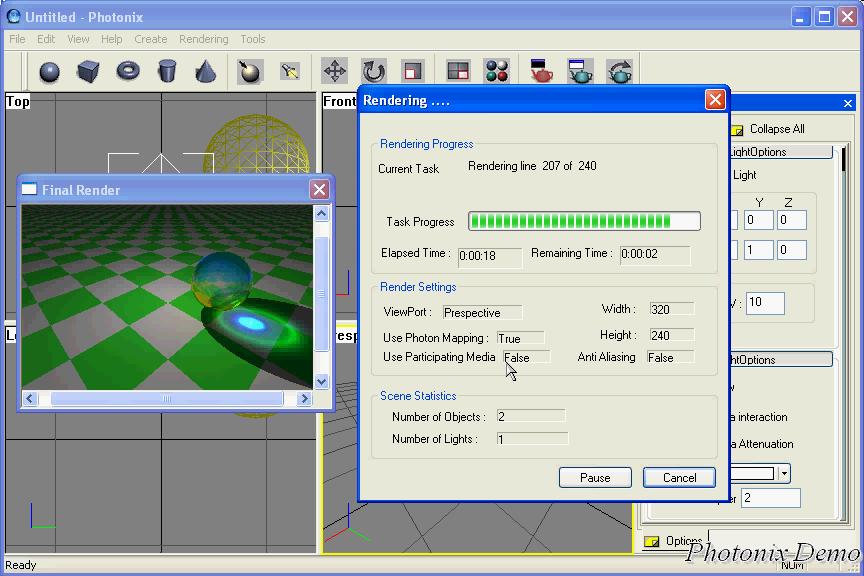 Untitled - Photonix
File Edit View Help Create Rendering Tools
Top
Front
Rendering ....
Collapse All
Rendering Progress
Current Task Rendering line 207 of 240
LightOptions
Light
Final Render
Y Z
0 0
Task Progress
Elapsed Time : 0:00:18 Remaining Time : 0:00:02
1 0
Render Settings
ViewPort : Prespective Width : 320
10
Use Photon Mapping : True Height : 240
Use Participating Media False Anti Aliasing False
Scene Statistics
Number of Objects : 2
interaction
Number of Lights : 1
Attenuation
Pause Cancel
2
Options
Photonix Demo
Ready NUM